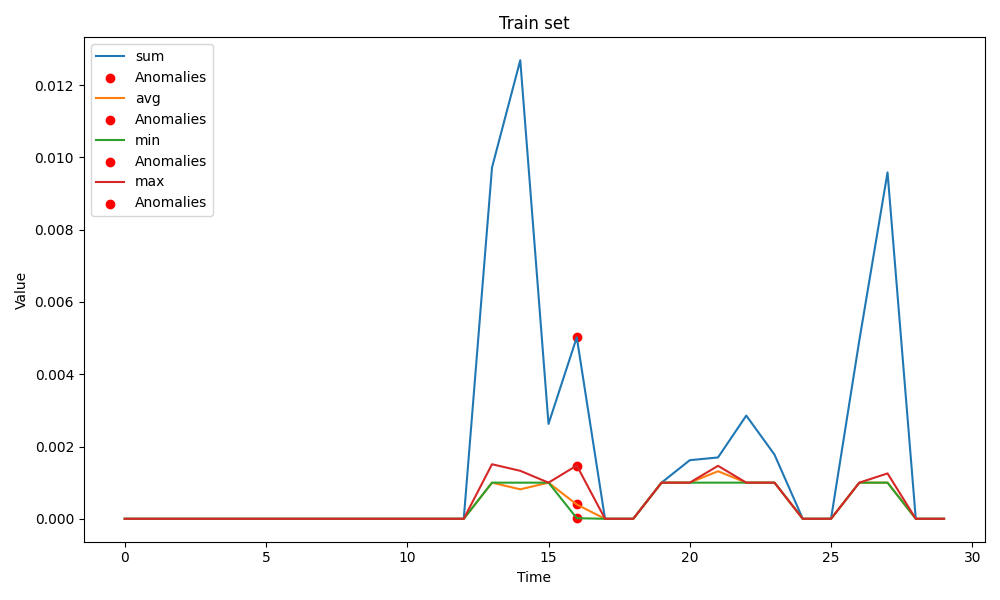 Train set
sum
Anomalies
avg
Anomalies
min
Anomalies
max
Anomalies
0.012
0.010
0.008
0.006
0.004
0.002
0.000
Value
0 5 10 15 20 25 30
Time